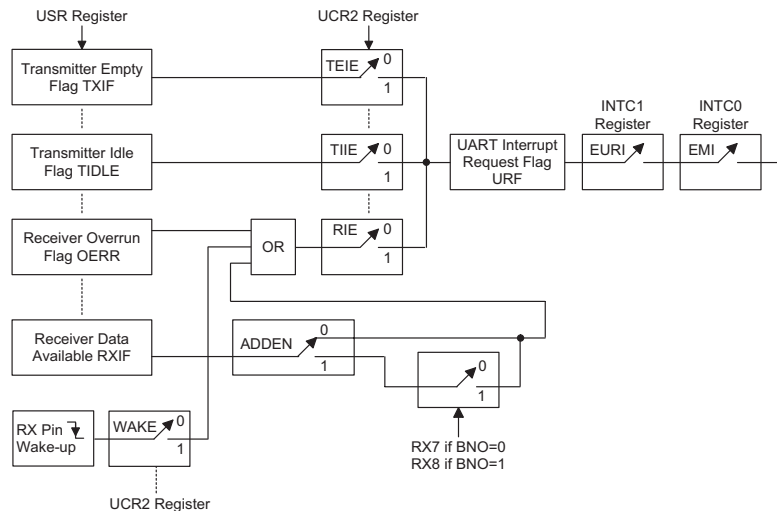 USR Register
UCR2 Register
Transmitter Empty
Flag TXIF
TEIE
0
1
INTC1
Register
INTC0
Register
Transmitter Idle
Flag TIDLE
TIIE
0
1
UART Interrupt
Request Flag
URF
EURI
EMI
Receiver Overrun
Flag OERR
OR
RIE
0
1
Receiver Data
Available RXIF
ADDEN
0
1
0
1
RX7 if BNO=0
RX8 if BNO=1
RX Pin
Wake-up
WAKE
0
1
UCR2 Register